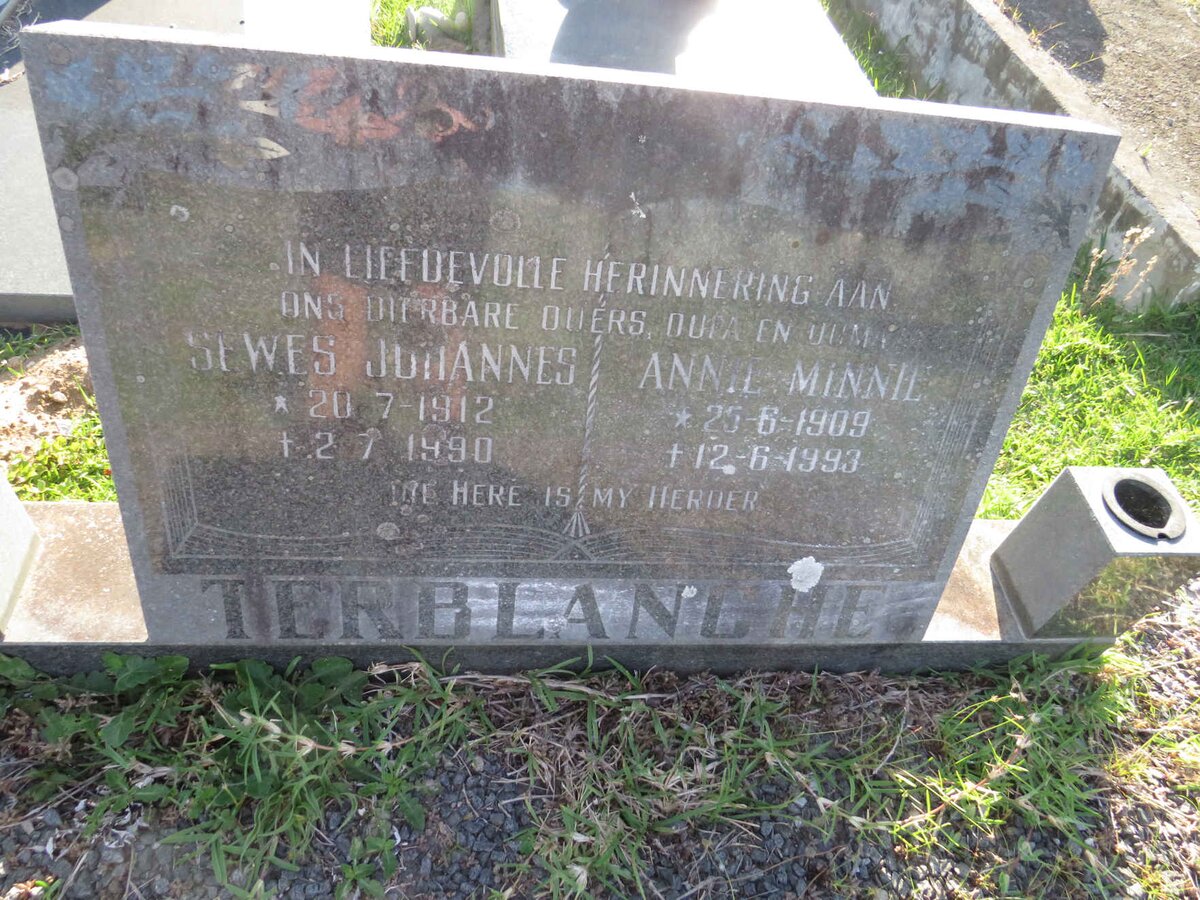 IN LIEFDEVOLLE HERINNERING AAN
ONS DIERBARE OUERS, OUPA EN OUMA
SEWES JOHANNES ANNIE MINNIE
* 20-7-1912 * 25-6-1909
† 2-7-1990 † 12-6-1993
DIE HERE IS MY HERDER
TERBLANCHE